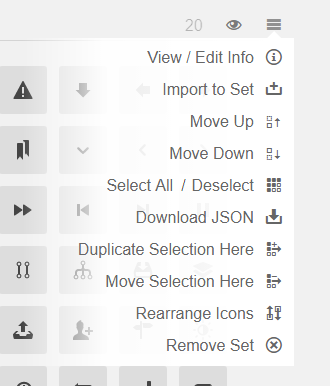 20
View / Edit Info
Import to Set
Move Up
Move Down
Select All / Deselect
Download JSON
Duplicate Selection Here
Move Selection Here
Rearrange Icons
Remove Set